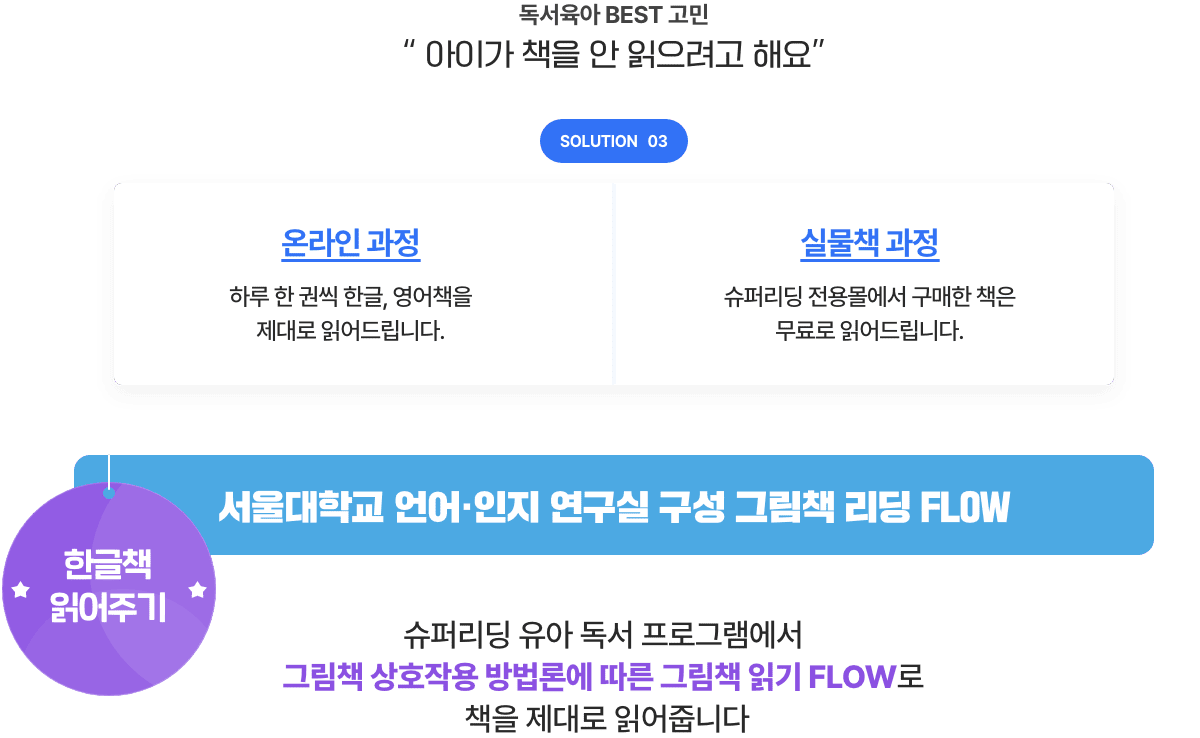 독서육아 BEST 고민
“ 아이가 책을 안 읽으려고 해요”
SOLUTION 03
온라인 과정
하루 한 권씩 한글, 영어책을
제대로 읽어드립니다.
실물책 과정
슈퍼리딩 전용몰에서 구매한 책은
무료로 읽어드립니다.
서울대학교 언어·인지 연구실 구성 그림책 리딩 FLOW
한글책
읽어주기
슈퍼리딩 유아 독서 프로그램에서
그림책 상호작용 방법론에 따른 그림책 읽기 FLOW로
책을 제대로 읽어줍니다